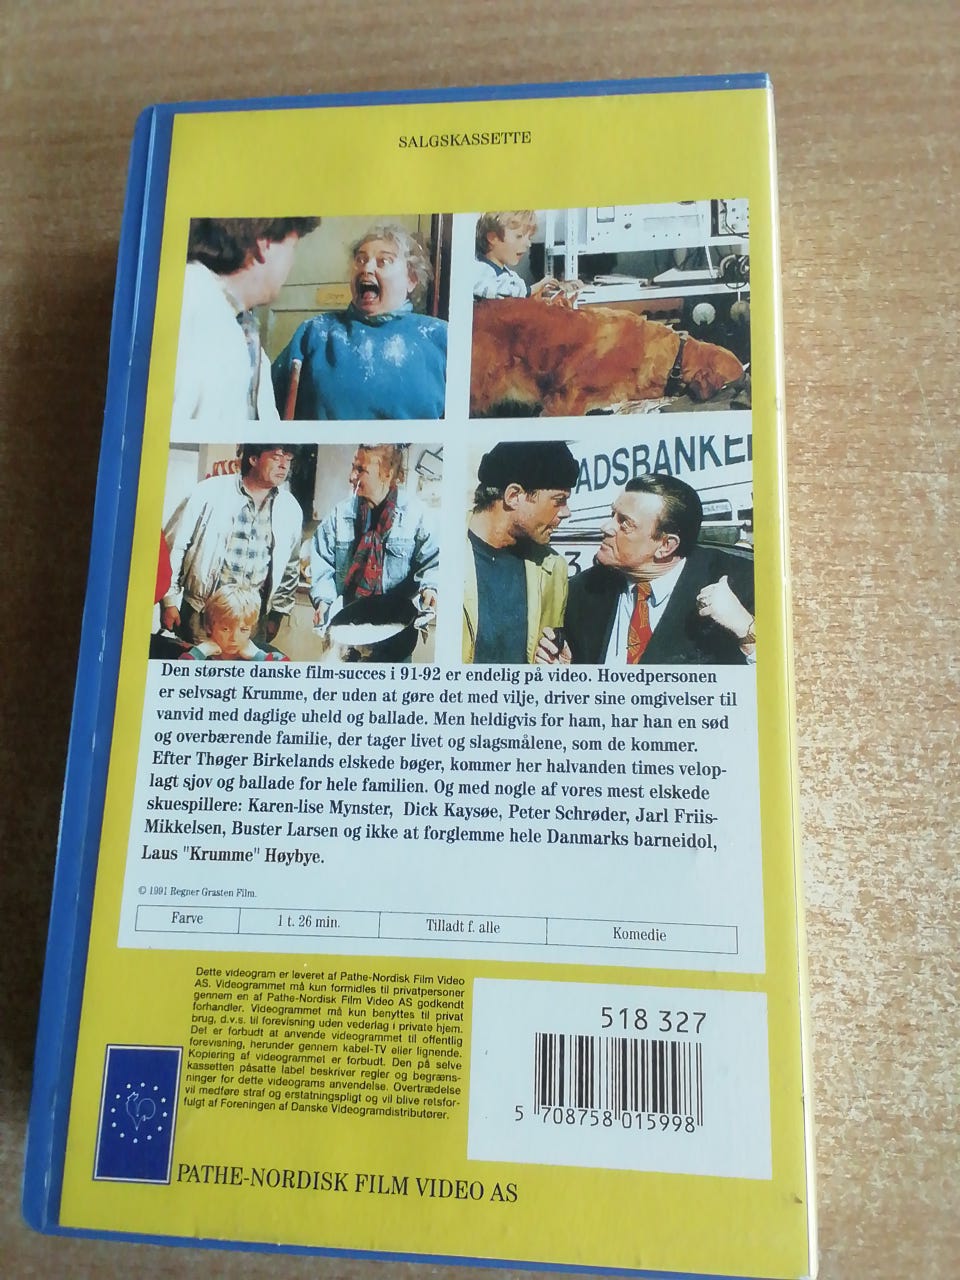 SALGSKASSETTE
ADSBANKE
3
Den største danske film-succes i 91-92 er endelig på video. Hovedpersonen
er selvsagt Krumme, der uden at gøre det med vilje, driver sine omgivelser til
vanvid med daglige uheld og ballade. Men heldigvis for ham, har han en sød
og overbærende familie, der tager livet og slagsmålene, som de kommer.
Efter Thøger Birkelands elskede bøger, kommer her halvanden times velop-
lagt sjov og ballade for hele familien. Og med nogle af vores mest elskede
skuespillere: Karen-lise Mynster, Dick Kaysøe, Peter Schrøder, Jarl Friis-
Mikkelsen, Buster Larsen og ikke at forglemme hele Danmarks barneidol,
Laus "Krumme" Høybye.
© 1991 Regner Grasten Film.
Farve 1 t. 26 min. Tilladt f. alle Komedie
Dette videogram er leveret af Pathe-Nordisk Film Video
AS. Videogrammet må kun formidles til privatpersoner
gennem en af Pathe-Nordisk Film Video AS godkendt
forhandler. Videogrammet må kun benyttes til privat
brug, d.v.s. til forevisning uden vederlag i private hjem.
Det er forbudt at anvende videogrammet til offentlig
forevisning, herunder gennem kabel-TV eller lignende.
Kopiering af videogrammet er forbudt. Den på selve
kassetten påsatte label beskriver regler og begræns-
ninger for dette videograms anvendelse. Overtrædelse
vil medføre straf og erstatningspligt og vil blive retsfor-
fulgt af Foreningen af Danske Videogramdistributører.
518 327
5 708758 015998
PATHE-NORDISK FILM VIDEO AS